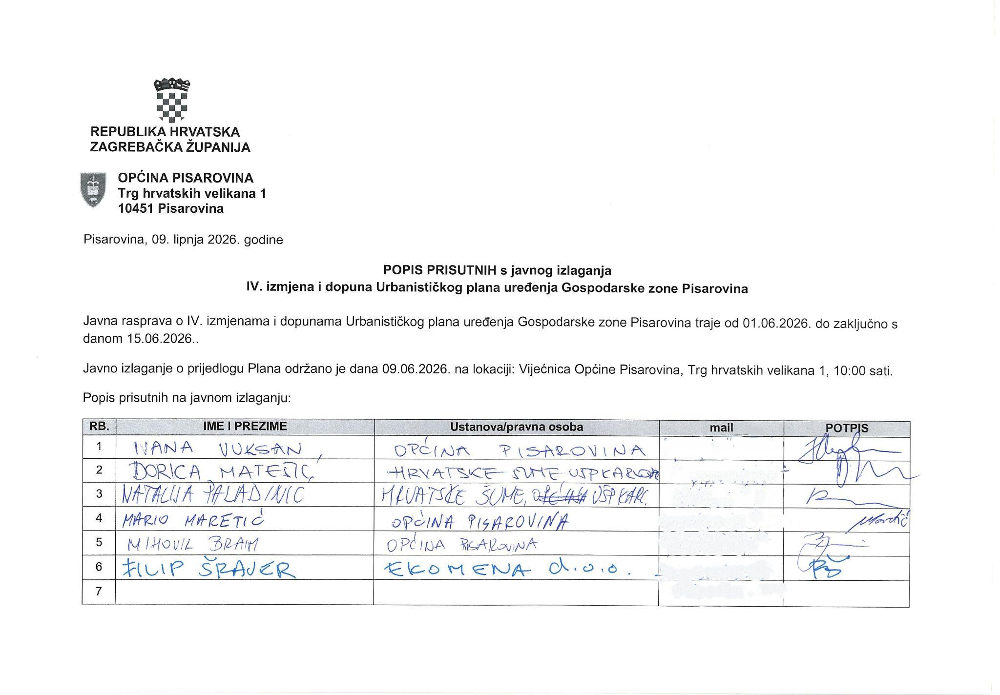 REPUBLIKA HRVATSKA
ZAGREBAČKA ŽUPANIJA
OPĆINA PISAROVINA
Trg hrvatskih velikana 1
10451 Pisarovina
Pisarovina, 09. lipnja 2026. godine
POPIS PRISUTNIH s javnog izlaganja
IV. izmjena i dopuna Urbanističkog plana uređenja Gospodarske zone Pisarovina
Javna rasprava o IV. izmjenama i dopunama Urbanističkog plana uređenja Gospodarske zone Pisarovina traje od 01.06.2026. do zaključno s
danom 15.06.2026..
Javno izlaganje o prijedlogu Plana održano je dana 09.06.2026. na lokaciji: Vijećnica Općine Pisarovina, Trg hrvatskih velikana 1, 10:00 sati.
Popis prisutnih na javnom izlaganju:
RB. IME I PREZIME Ustanova/pravna osoba mail POTPIS
1 IVANA VUKSAN OPĆINA PISAROVINA
2 DORICA MATEŠIĆ HRVATSKE ŠUME, UŠP
3 NATALIJA PALADINIĆ HRVATSKE ŠUME, OPĆINA UŠP KARL.
4 MARIO MARETIĆ OPĆINA PISAROVINA
5 MIHOVIL OPĆINA PISAROVINA
6 FILIP ŠRAJER EKOMENA d.o.o.
7